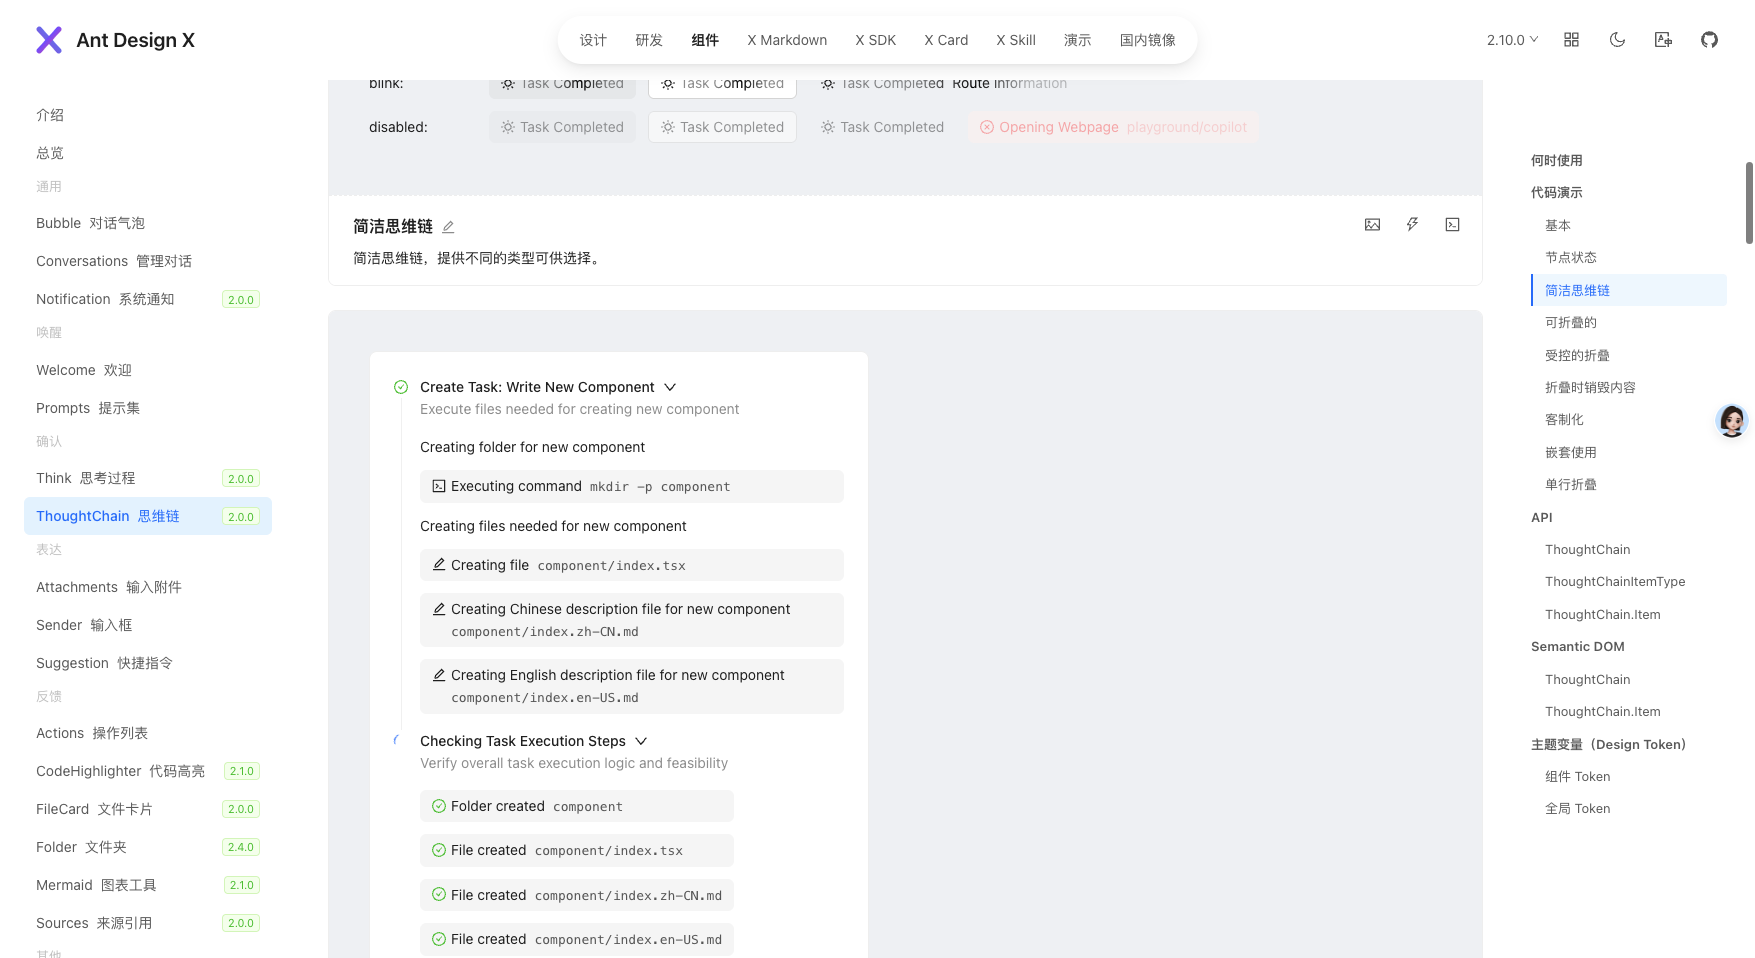 Ant Design X
设计 研发 组件 X Markdown X SDK X Card X Skill 演示 国内镜像
2.10.0
介绍
总览
通用
Bubble 对话气泡
Conversations 管理对话
Notification 系统通知 2.0.0
唤醒
Welcome 欢迎
Prompts 提示集
确认
Think 思考过程 2.0.0
ThoughtChain 思维链 2.0.0
表达
Attachments 输入附件
Sender 输入框
Suggestion 快捷指令
反馈
Actions 操作列表
CodeHighlighter 代码高亮 2.1.0
FileCard 文件卡片 2.0.0
Folder 文件夹 2.4.0
Mermaid 图表工具 2.1.0
Sources 来源引用 2.0.0
其他
blink: Task Completed Task Completed Task Completed Route information
disabled: Task Completed Task Completed Task Completed Opening Webpage playground/copilot
简洁思维链
简洁思维链，提供不同的类型可供选择。
Create Task: Write New Component
Execute files needed for creating new component
Creating folder for new component
Executing command mkdir -p component
Creating files needed for new component
Creating file component/index.tsx
Creating Chinese description file for new component
component/index.zh-CN.md
Creating English description file for new component
component/index.en-US.md
Checking Task Execution Steps
Verify overall task execution logic and feasibility
Folder created component
File created component/index.tsx
File created component/index.zh-CN.md
File created component/index.en-US.md
何时使用
代码演示
基本
节点状态
简洁思维链
可折叠的
受控的折叠
折叠时销毁内容
客制化
嵌套使用
单行折叠
API
ThoughtChain
ThoughtChainItemType
ThoughtChain.Item
Semantic DOM
ThoughtChain
ThoughtChain.Item
主题变量（Design Token）
组件 Token
全局 Token